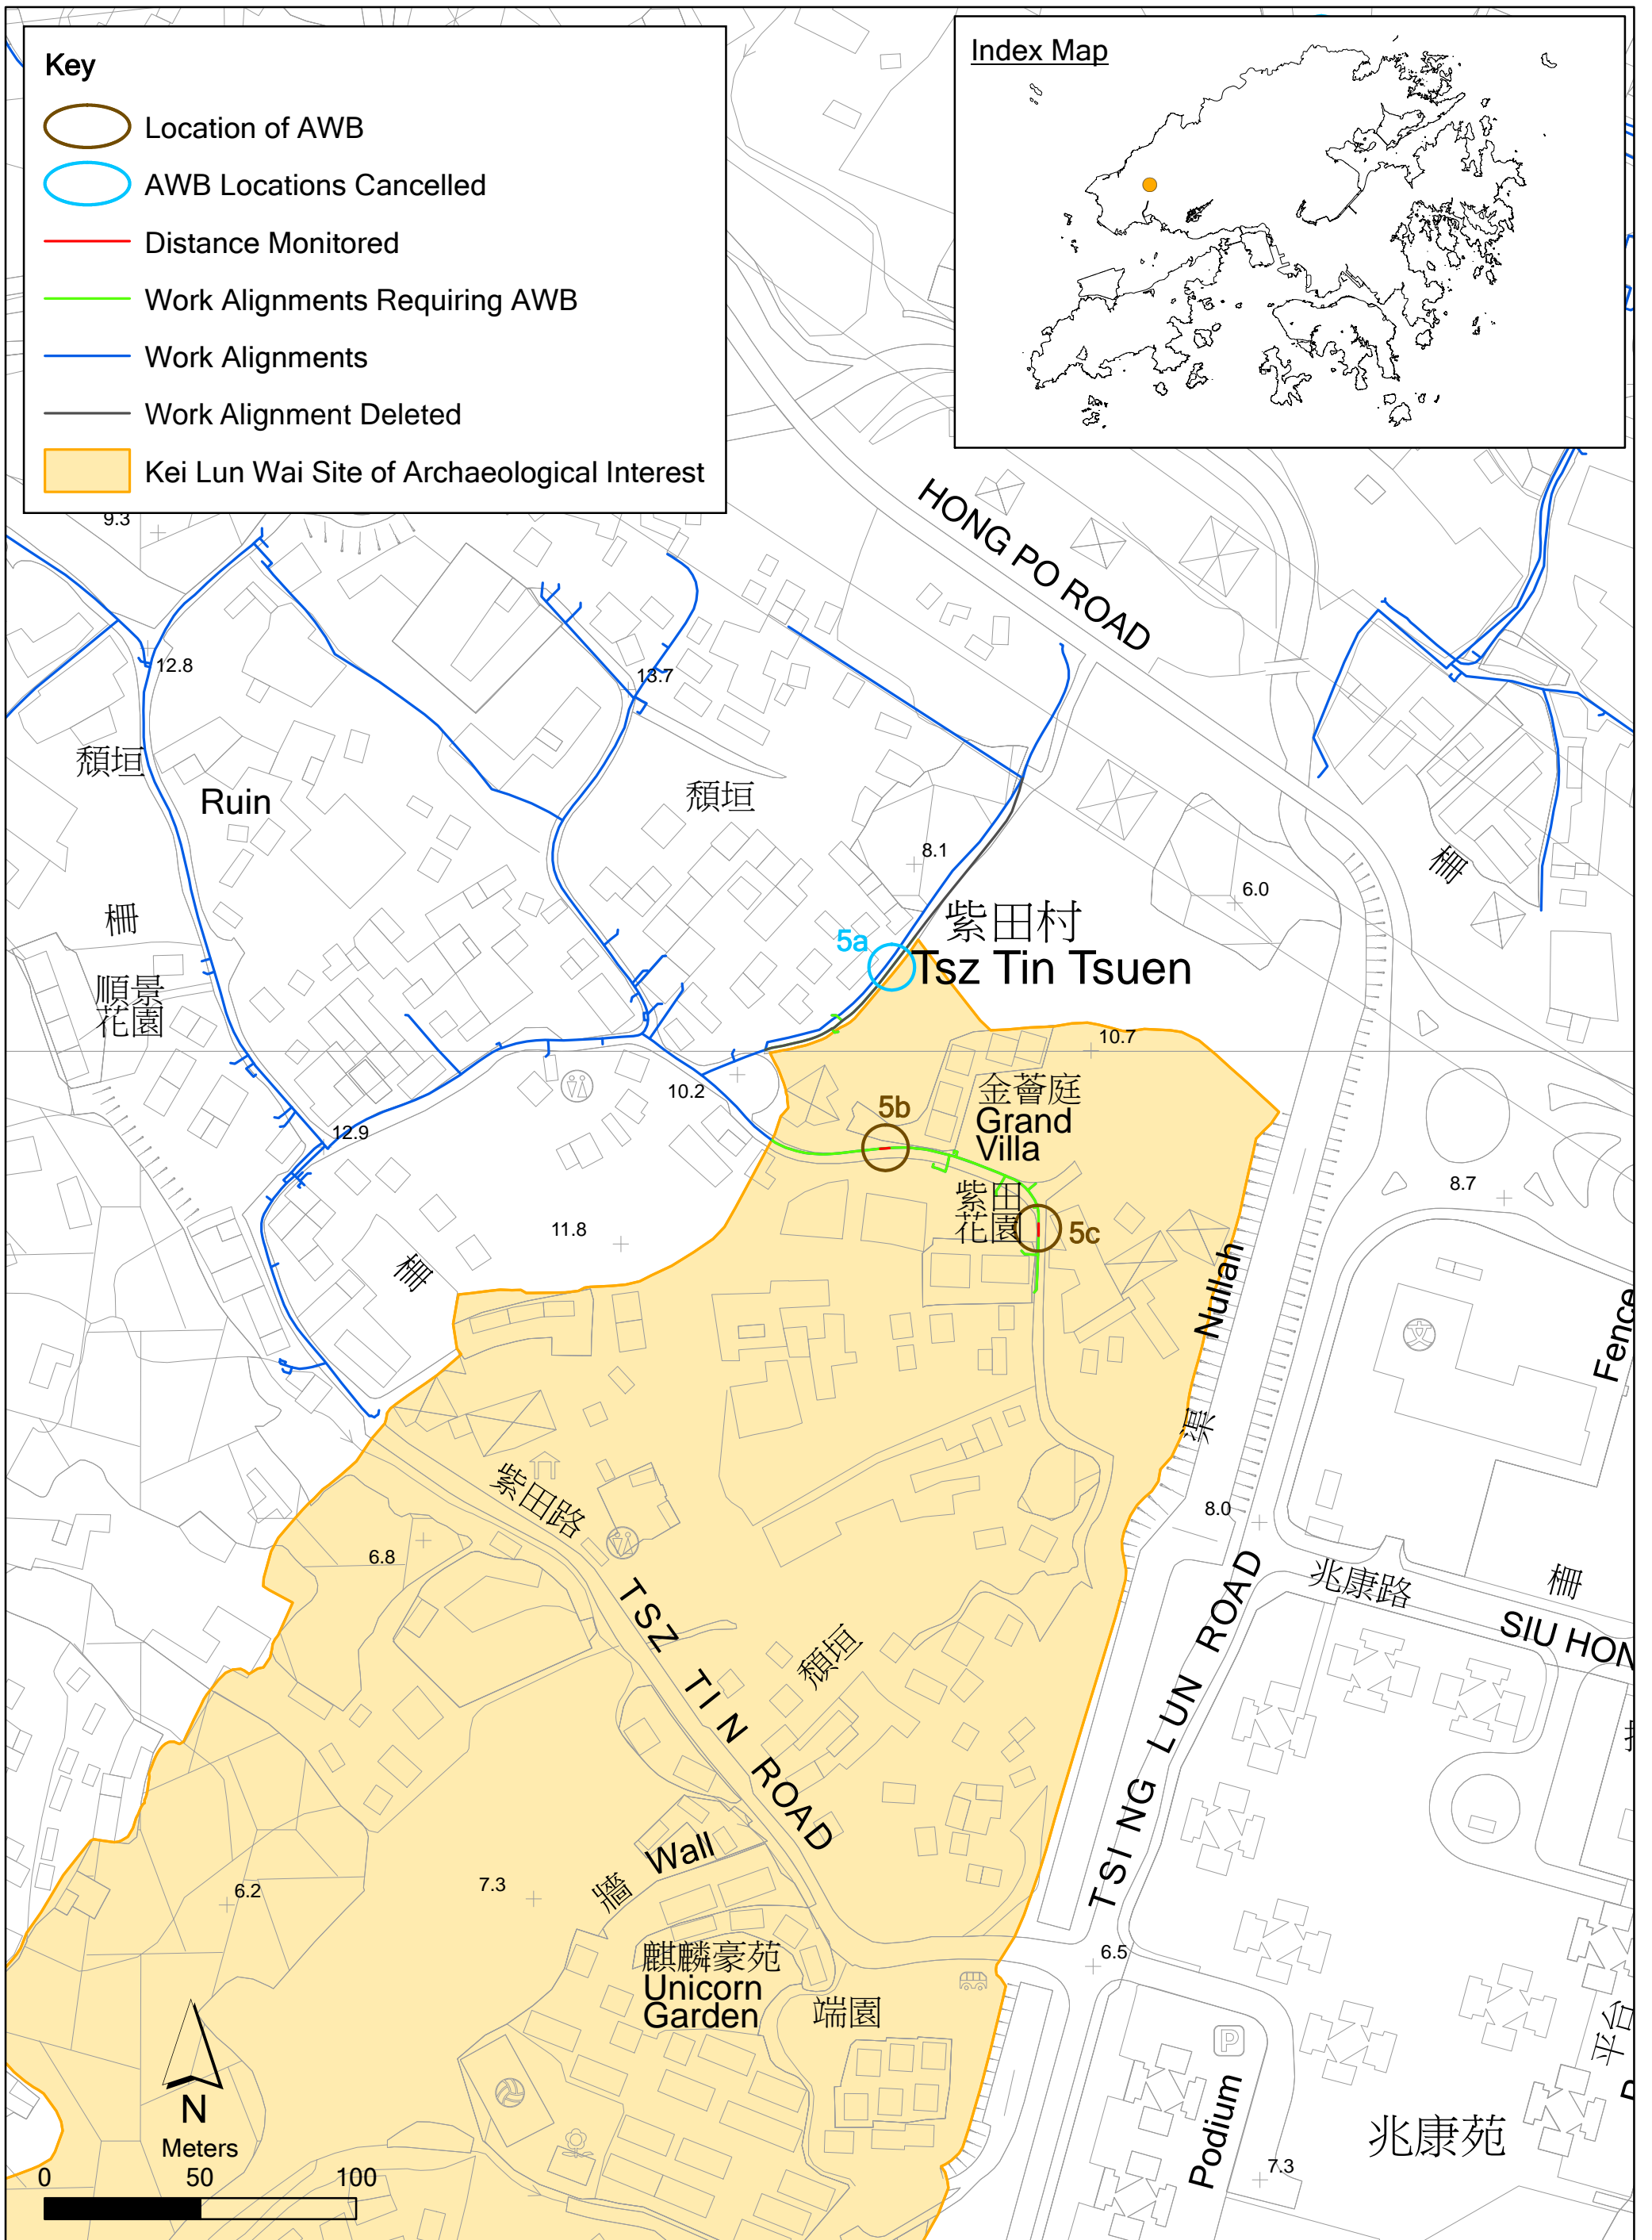 Key
Location of AWB
AWB Locations Cancelled
Distance Monitored
Work Alignments Requiring AWB
Work Alignments
Work Alignment Deleted
Kei Lun Wai Site of Archaeological Interest
Index Map
9.3
HONG PO ROAD
12.8
13.7
頹垣
Ruin
頹垣
8.1
6.0
柵
柵
紫田村
Tsz Tin Tsuen
5a
順景
花園
10.7
10.2
金薈庭
Grand
Villa
5b
12.9
紫田
花園
5c
8.7
11.8
柵
Nullah
渠
Fence
紫田路
TSZ TIN ROAD
8.0
6.8
兆康路
柵
SIU HON
頹垣
TSING LUN ROAD
牆
Wall
7.3
6.2
麒麟豪苑
Unicorn
Garden
端園
6.5
P
平台
Podium
兆康苑
7.3
N
Meters
0 50 100